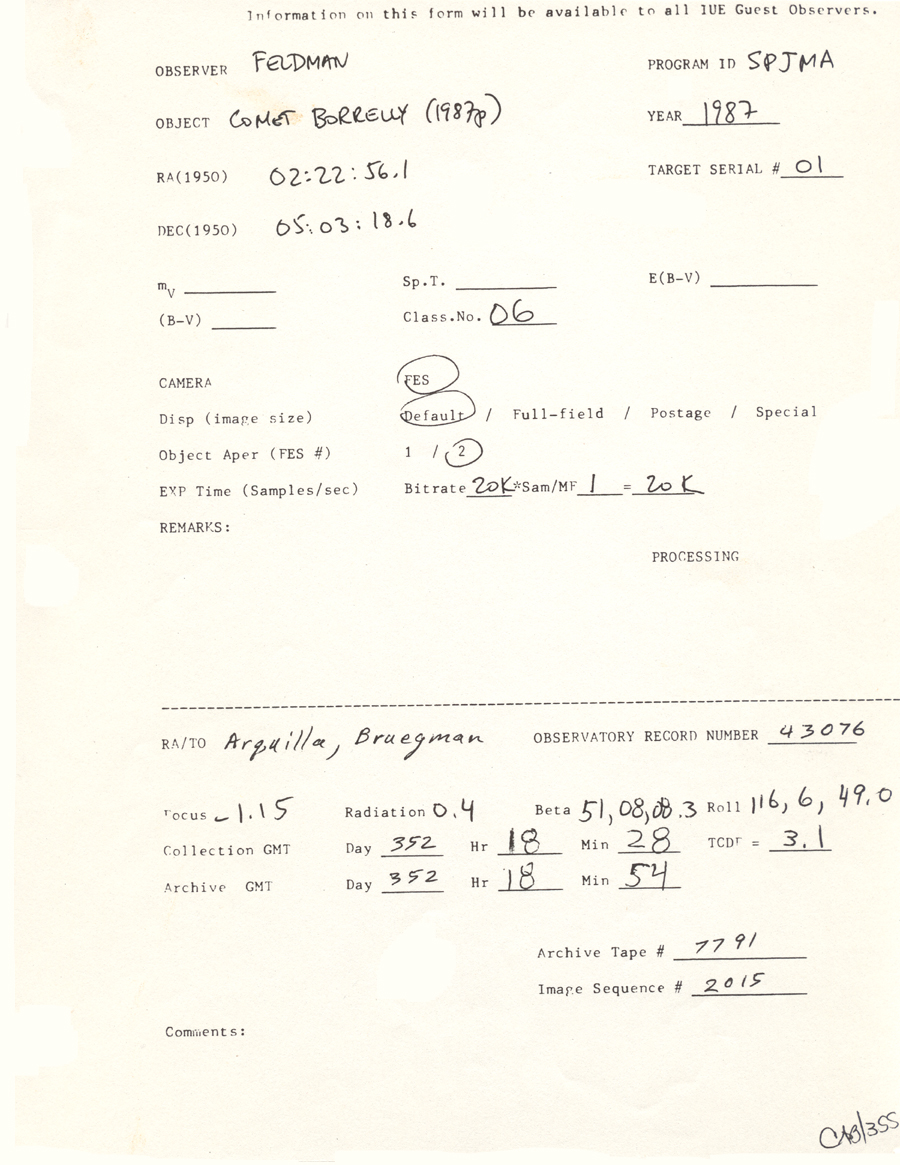 Information on this form will be available to all IUE Guest Observers.
OBSERVER FELDMAN PROGRAM ID SPJMA
OBJECT COMET BORRELLY (1987p) YEAR 1987
RA(1950) 02:22:56.1 TARGET SERIAL # 01
DEC(1950) 05:03:18.6
mV Sp.T. E(B-V)
(B-V) Class.No. 06
CAMERA FES
Disp (image size) Default / Full-field / Postage / Special
Object Aper (FES #) 1 / 2
EXP Time (Samples/sec) Bitrate 20K*Sam/MF 1 = 20K
REMARKS:
PROCESSING
RA/TO Arquilla, Bruegman OBSERVATORY RECORD NUMBER 43076
Focus -1.15 Radiation 0.4 Beta 51,08,08.3 Roll 116, 6, 49.0
Collection GMT Day 352 Hr 18 Min 28 TCDF = 3.1
Archive GMT Day 352 Hr 18 Min 54
Archive Tape # 7791
Image Sequence # 2015
Comments: